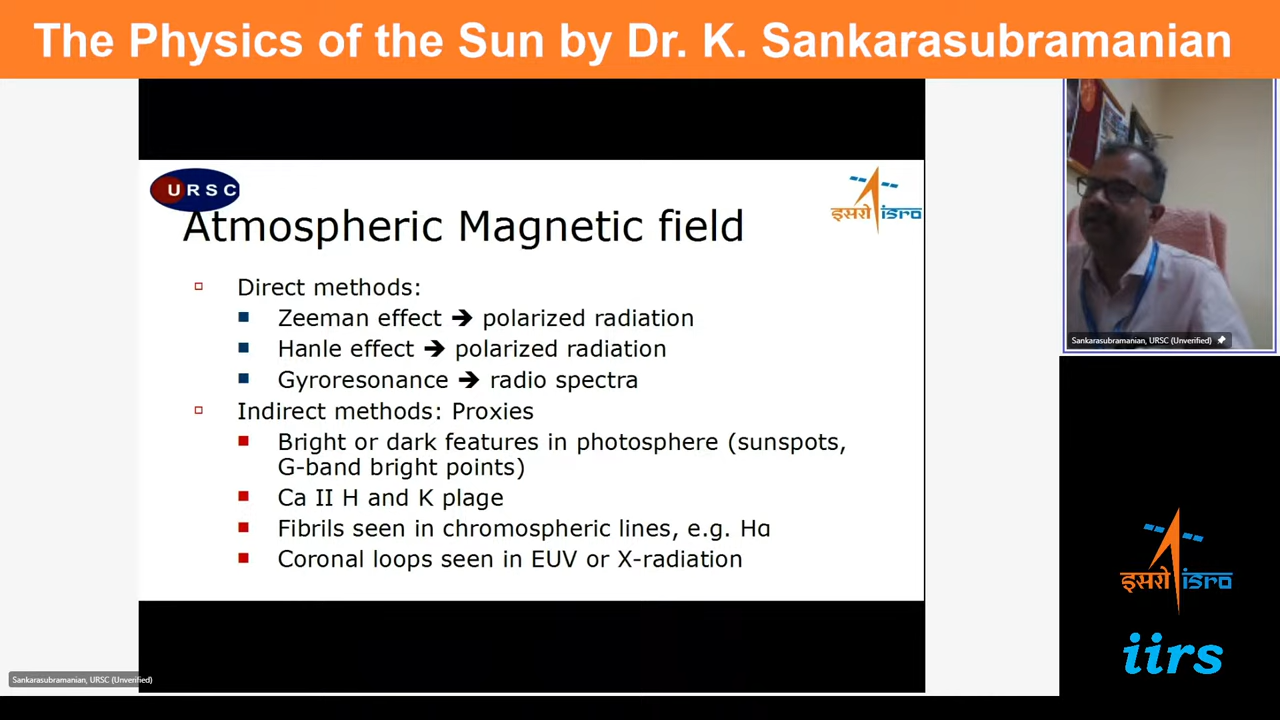 The Physics of the Sun by Dr. K. Sankarasubramanian
URSC
इसरो isro
Atmospheric Magnetic field
Direct methods:
Zeeman effect ➔ polarized radiation
Hanle effect ➔ polarized radiation
Gyroresonance ➔ radio spectra
Indirect methods: Proxies
Bright or dark features in photosphere (sunspots,
G-band bright points)
Ca II H and K plage
Fibrils seen in chromospheric lines, e.g. Hα
Coronal loops seen in EUV or X-radiation
Sankarasubramanian, URSC (Unverified)
इसरो isro
iirs
Sankarasubramanian, URSC (Unverified)